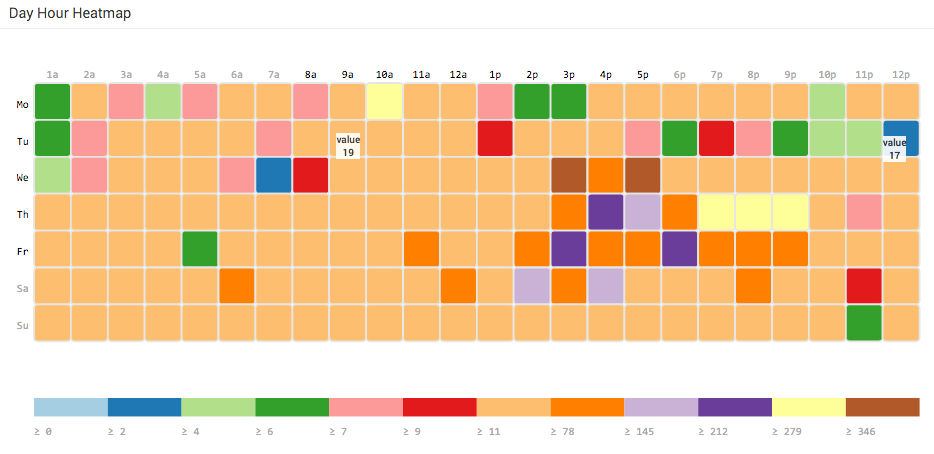 Day Hour Heatmap
1a 2a 3a 4a 5a 6a 7a 8a 9a 10a 11a 12a 1p 2p 3p 4p 5p 6p 7p 8p 9p 10p 11p 12p
Mo
Tu
value
19
value
17
We
Th
Fr
Sa
Su
≥ 0 ≥ 2 ≥ 4 ≥ 6 ≥ 7 ≥ 9 ≥ 11 ≥ 78 ≥ 145 ≥ 212 ≥ 279 ≥ 346